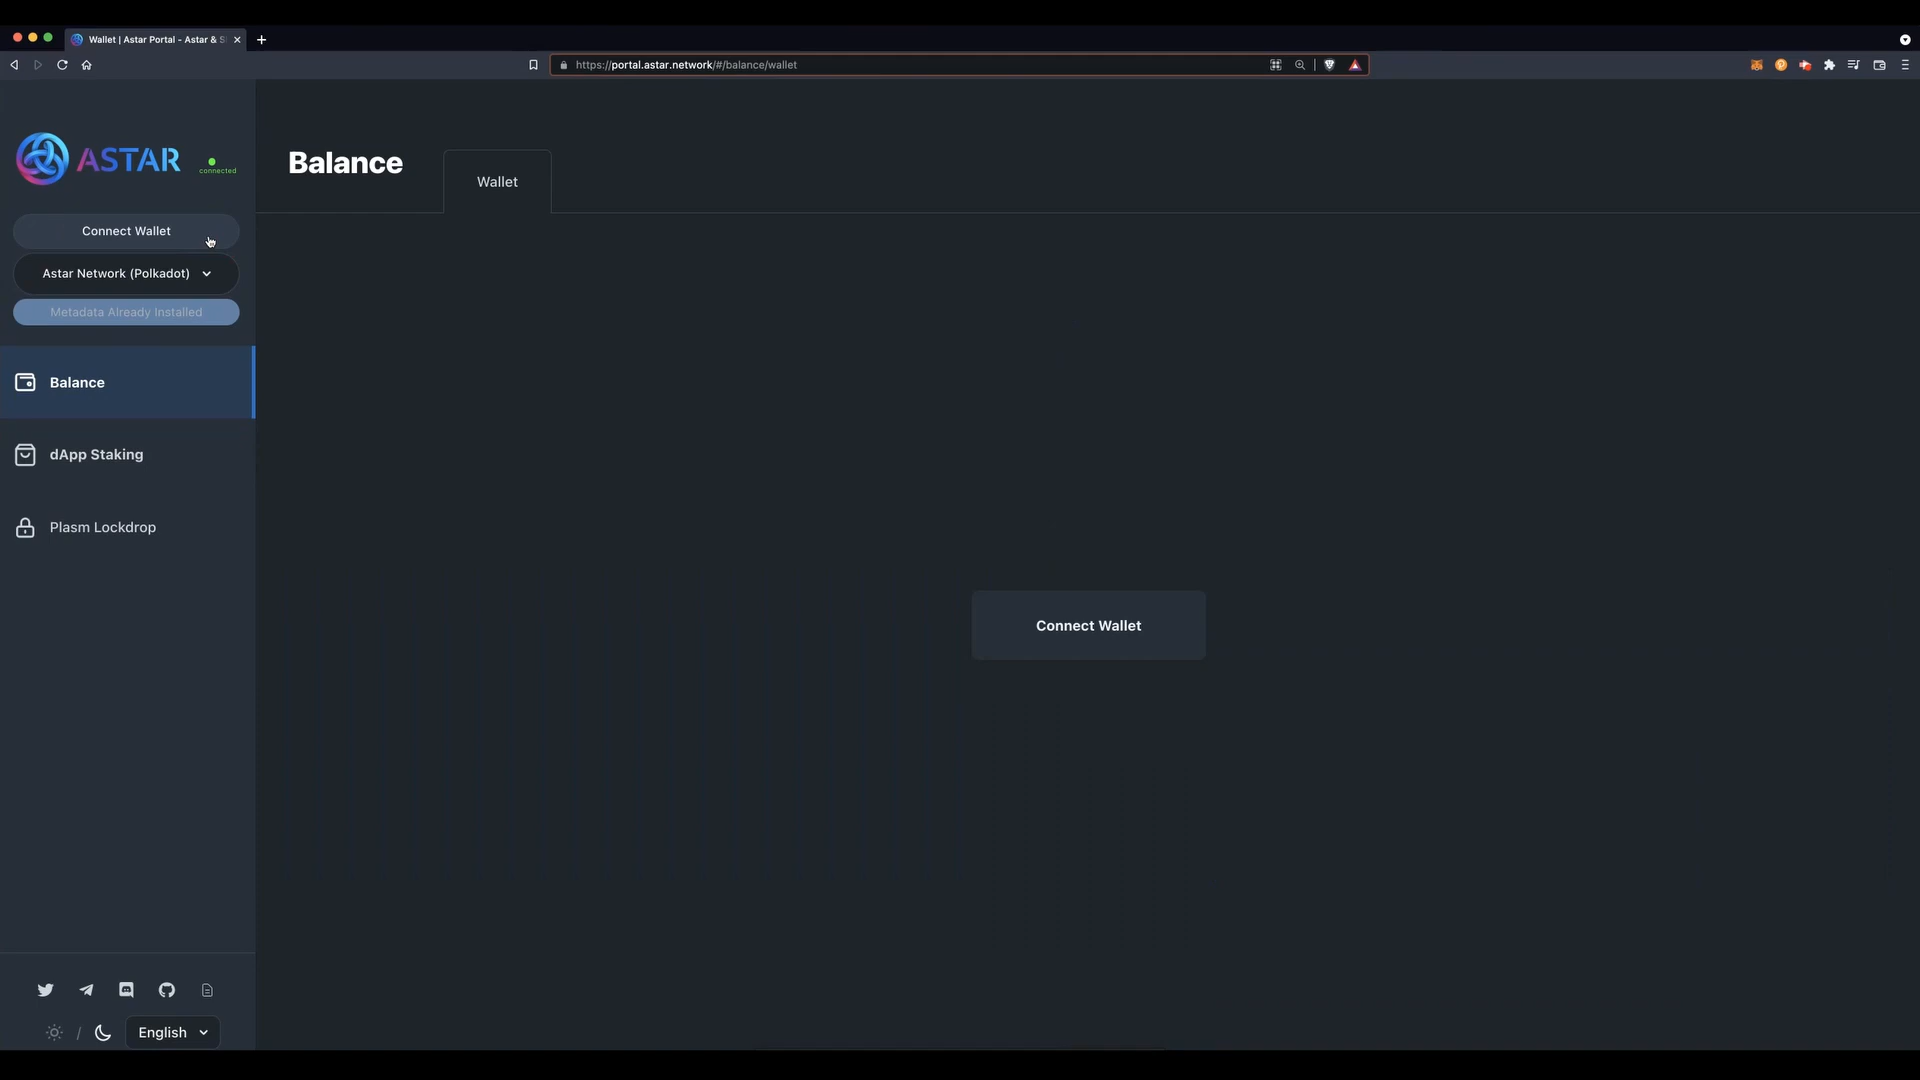 Wallet | Astar Portal - Astar & S
https://portal.astar.network/#/balance/wallet
ASTAR
connected
Connect Wallet
Astar Network (Polkadot)
Metadata Already Installed
Balance
dApp Staking
Plasm Lockdrop
/
English
Balance
Wallet
Connect Wallet